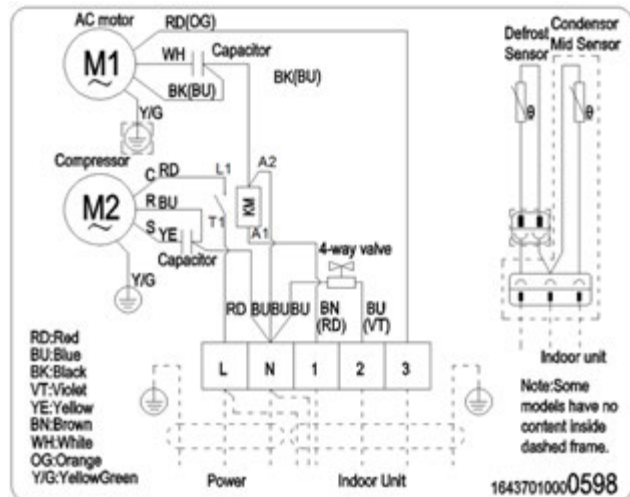 AC motor
RD(OG)
M1
~
WH
Capacitor
BK(BU)
BK(BU)
Y/G
Compressor
C RD
L1
A2
M2
~
R BU
KM
S YE
T1
A1
Capacitor
4-way valve
Y/G
RD BU BU BU
BN
(RD)
BU
(VT)
L N 1 2 3
Power
Indoor Unit
RD:Red
BU:Blue
BK:Black
VT:Violet
YE:Yellow
BN:Brown
WH:White
OG:Orange
Y/G:YellowGreen
Defrost
Sensor
Condensor
Mid Sensor
θ
θ
Indoor unit
Note:Some
models have no
content inside
dashed frame.
16437010000598